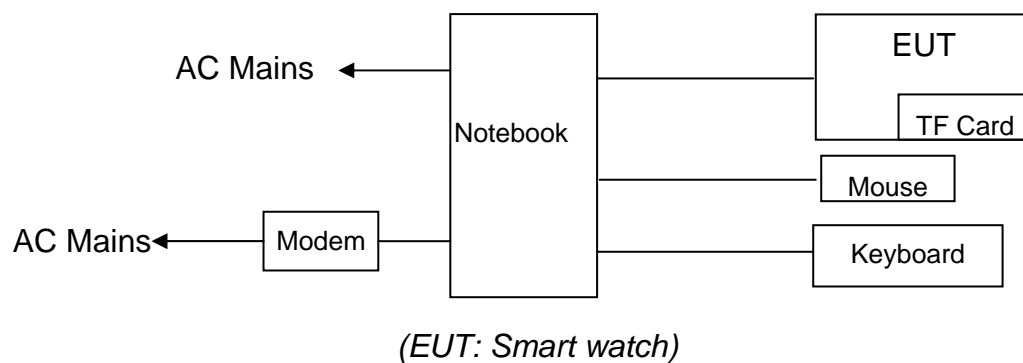 EUT
AC Mains
Notebook
TF Card
Mouse
AC Mains
Modem
Keyboard
(EUT: Smart watch)